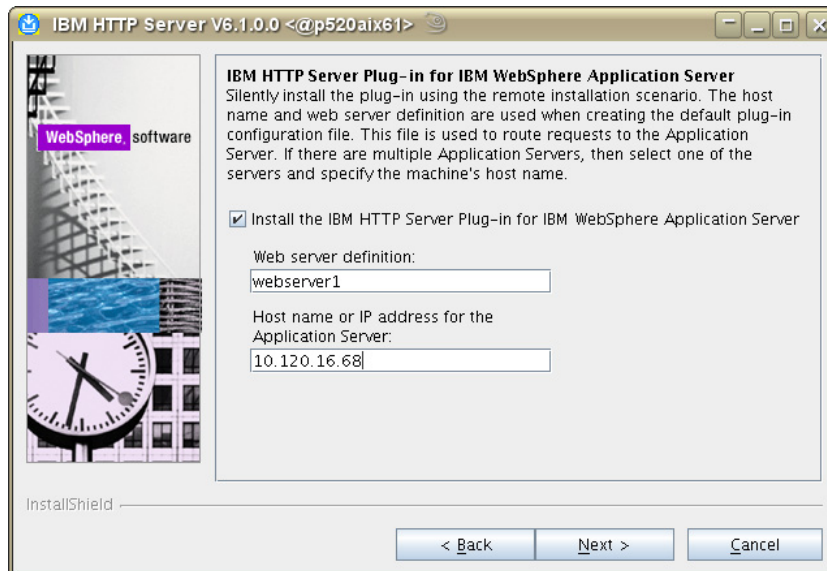 IBM HTTP Server V6.1.0.0 <@p520aix61>
WebSphere. software
IBM HTTP Server Plug-in for IBM WebSphere Application Server
Silently install the plug-in using the remote installation scenario. The host
name and web server definition are used when creating the default plug-in
configuration file. This file is used to route requests to the Application
Server. If there are multiple Application Servers, then select one of the
servers and specify the machine's host name.
Install the IBM HTTP Server Plug-in for IBM WebSphere Application Server
Web server definition:
webserver1
Host name or IP address for the
Application Server:
10.120.16.68
InstallShield
< Back
Next >
Cancel